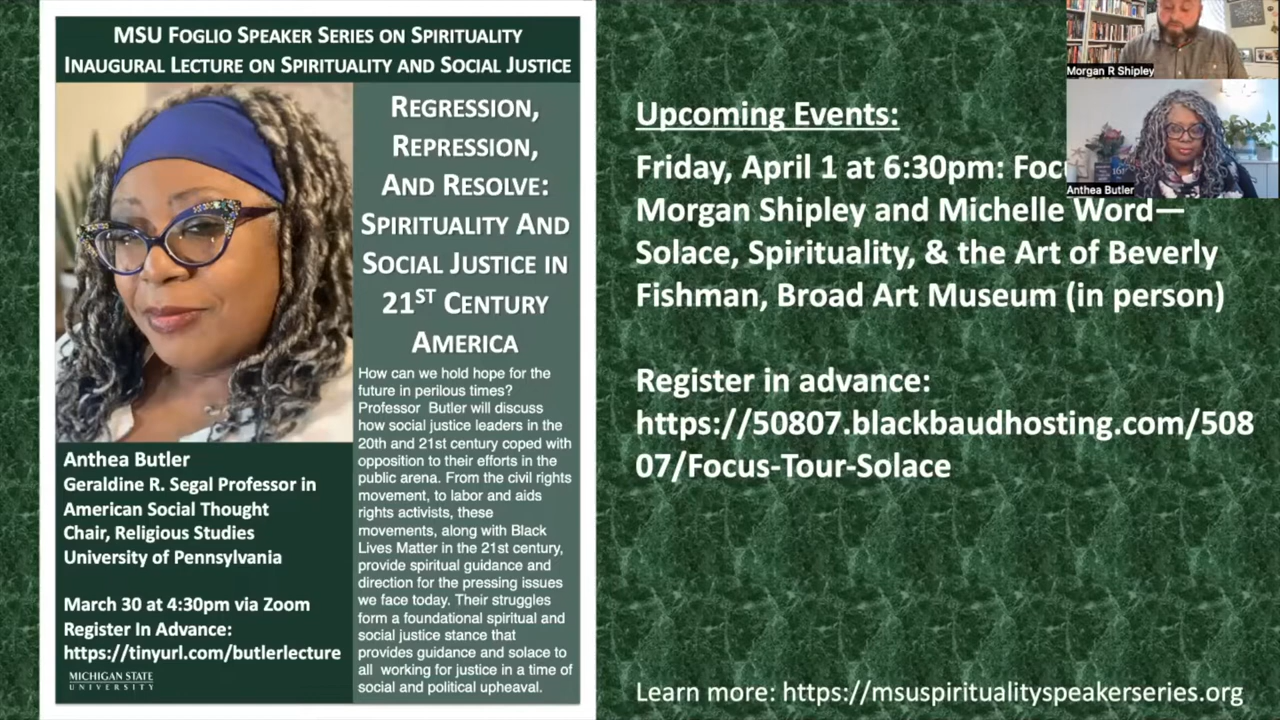 MSU FOGLIO SPEAKER SERIES ON SPIRITUALITY
INAUGURAL LECTURE ON SPIRITUALITY AND SOCIAL JUSTICE
REGRESSION,
REPRESSION,
AND RESOLVE:
SPIRITUALITY AND
SOCIAL JUSTICE IN
21ST CENTURY
AMERICA
How can we hold hope for the
future in perilous times?
Professor Butler will discuss
how social justice leaders in the
20th and 21st century coped with
opposition to their efforts in the
public arena. From the civil rights
movement, to labor and aids
rights activists, these
movements, along with Black
Lives Matter in the 21st century,
provide spiritual guidance and
direction for the pressing issues
we face today. Their struggles
form a foundational spiritual and
social justice stance that
provides guidance and solace to
all working for justice in a time of
social and political upheaval.
Anthea Butler
Geraldine R. Segal Professor in
American Social Thought
Chair, Religious Studies
University of Pennsylvania
March 30 at 4:30pm via Zoom
Register In Advance:
https://tinyurl.com/butlerlecture
MICHIGAN STATE
UNIVERSITY
Upcoming Events:
Friday, April 1 at 6:30pm:
Morgan Shipley and Michelle Word—
Solace, Spirituality, & the Art of Beverly
Fishman, Broad Art Museum (in person)
Register in advance:
https://50807.blackbaudhosting.com/508
07/Focus-Tour-Solace
Learn more: https://msuspiritualityspeakerseries.org
Morgan R Shipley
Anthea Butler